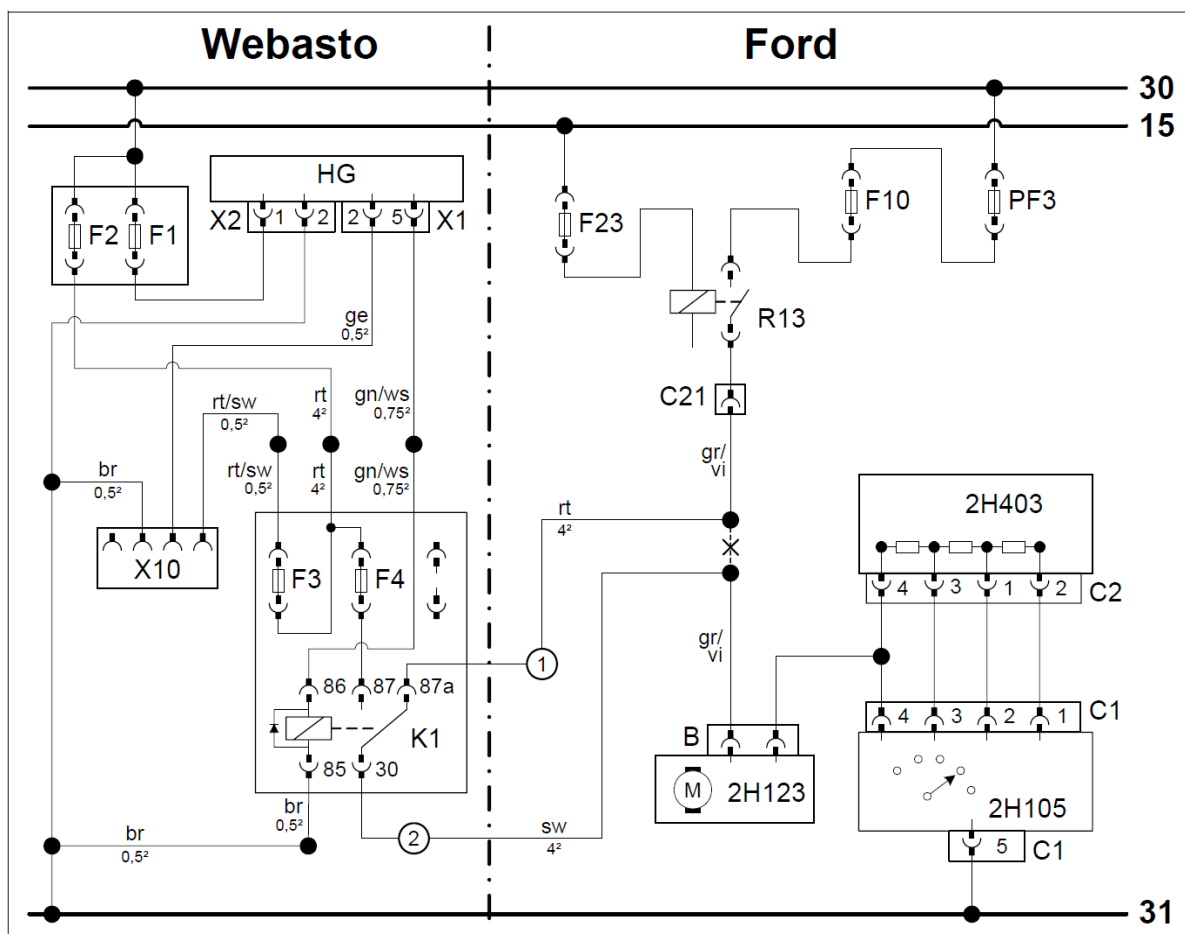 Webasto
Ford
30
15
HG
X2 1 2 2 5 X1
F2 F1
F23
F10
PF3
ge
0,5²
R13
rt/sw
0,5²
rt
4²
gn/ws
0,75²
C21
br
0,5²
rt/sw
0,5²
rt
4²
gn/ws
0,75²
gr/
vi
rt
4²
2H403
X10
F3
F4
4 3 1 2 C2
1
gr/
vi
86 87 87a
K1
85 30
B
4 3 2 1 C1
M
2H123
2H105
br
0,5²
br
0,5²
2
sw
4²
5 C1
31